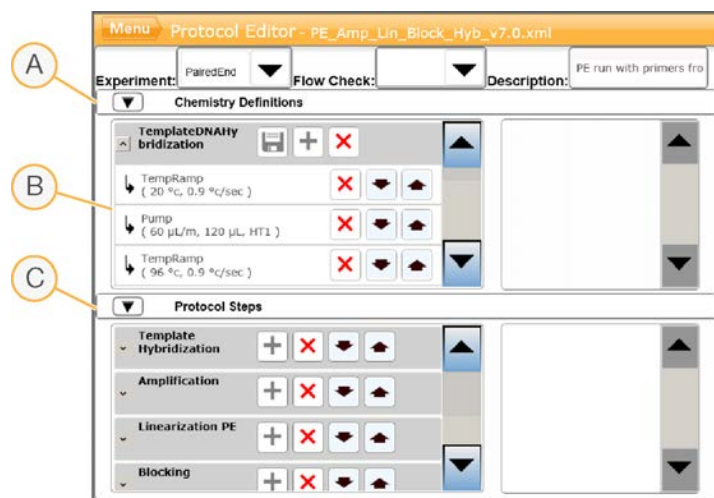 Menu Protocol Editor - PE_Amp_Lin_Block_Hyb_v7.0.xml
A
Experiment: PairedEnd Flow Check: Description: PE run with primers fro
Chemistry Definitions
TemplateDNAHy
bridization
B
TempRamp
( 20 °c, 0.9 °c/sec )
Pump
( 60 µL/m, 120 µL, HT1 )
TempRamp
( 96 °c, 0.9 °c/sec )
C
Protocol Steps
Template
Hybridization
Amplification
Linearization PE
Blocking